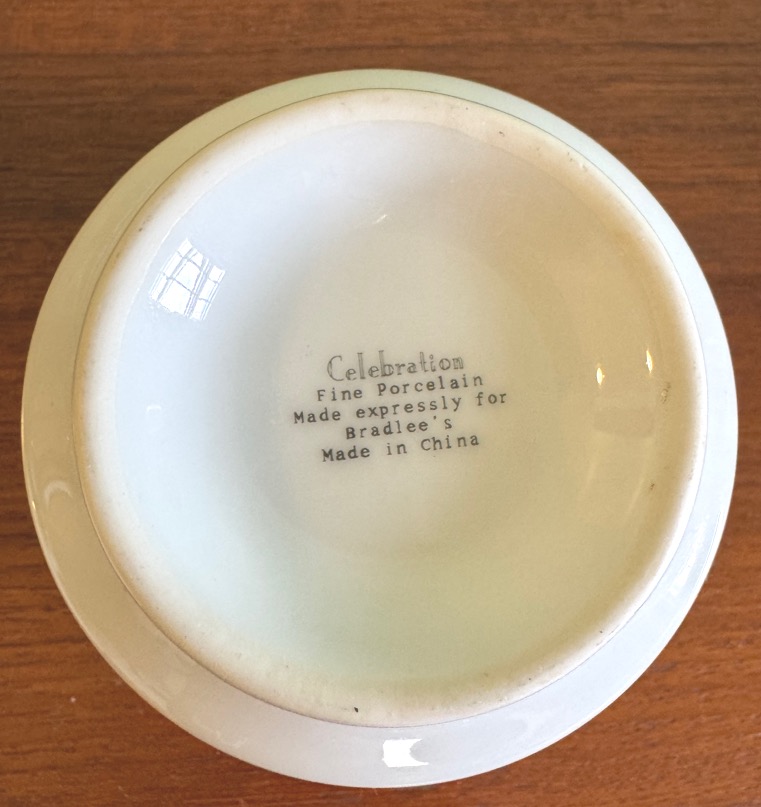 Celebration
Fine Porcelain
Made expressly for
Bradlee's
Made in China